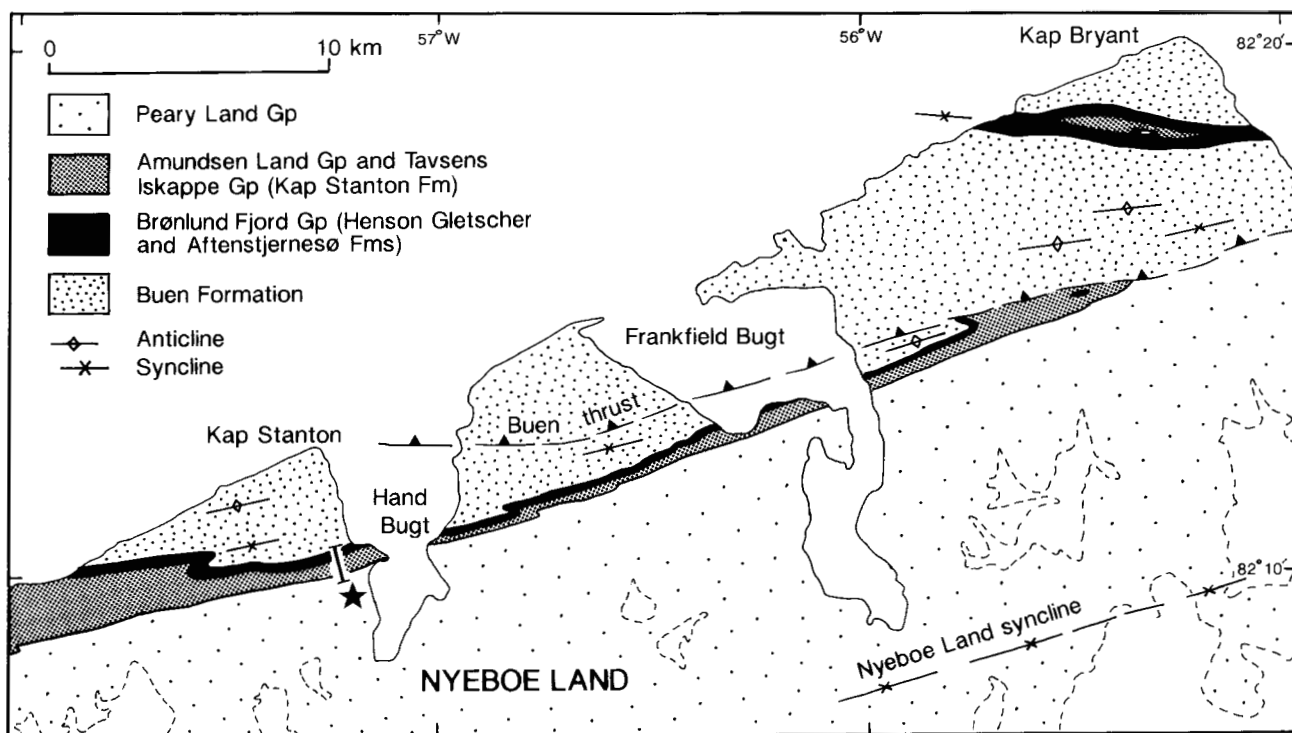 0 10 km
57°W
56°W
Kap Bryant
82°20'
Peary Land Gp
Amundsen Land Gp and Tavsens
Iskappe Gp (Kap Stanton Fm)
Brønlund Fjord Gp (Henson Gletscher
and Aftenstjernesø Fms)
Buen Formation
Anticline
Syncline
Frankfield Bugt
Buen thrust
Kap Stanton
Hand
Bugt
82°10
Nyeboe Land syncline
NYEBOE LAND